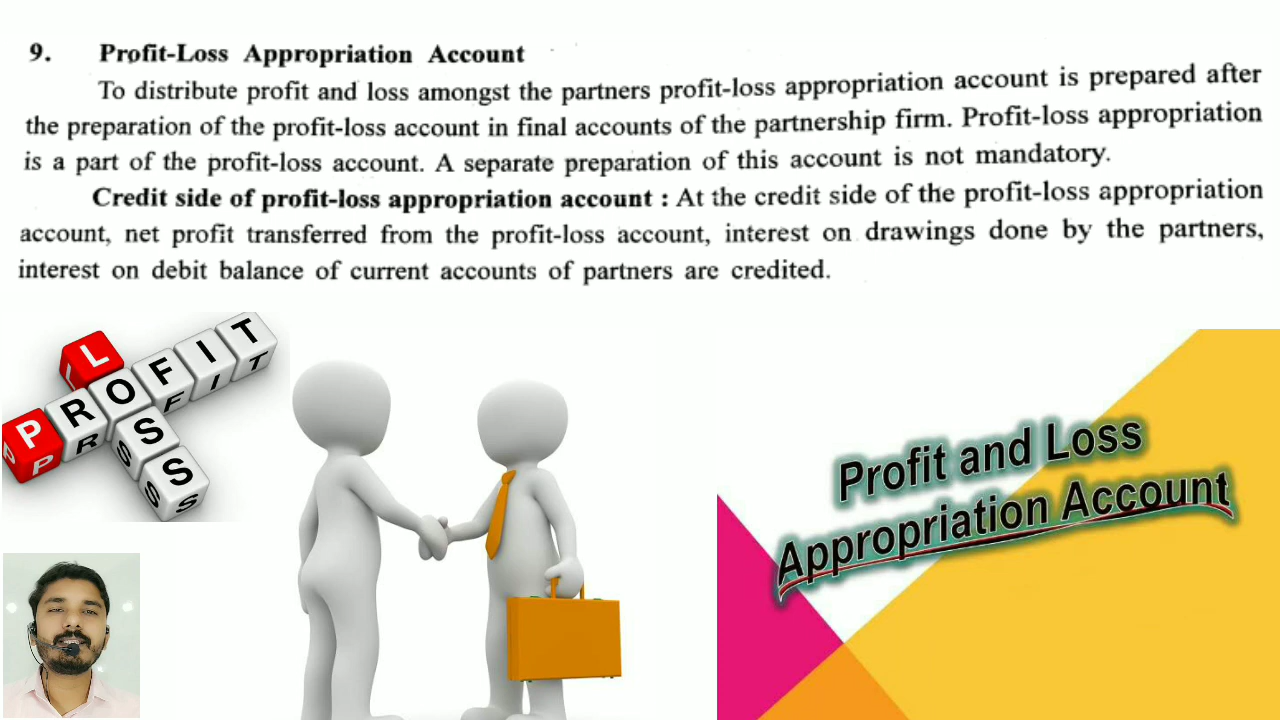 9. Profit-Loss Appropriation Account
To distribute profit and loss amongst the partners profit-loss appropriation account is prepared after
the preparation of the profit-loss account in final accounts of the partnership firm. Profit-loss appropriation
is a part of the profit-loss account. A separate preparation of this account is not mandatory.
Credit side of profit-loss appropriation account : At the credit side of the profit-loss appropriation
account, net profit transferred from the profit-loss account, interest on drawings done by the partners,
interest on debit balance of current accounts of partners are credited.
PROFIT
LOSS
Profit and Loss
Appropriation Account